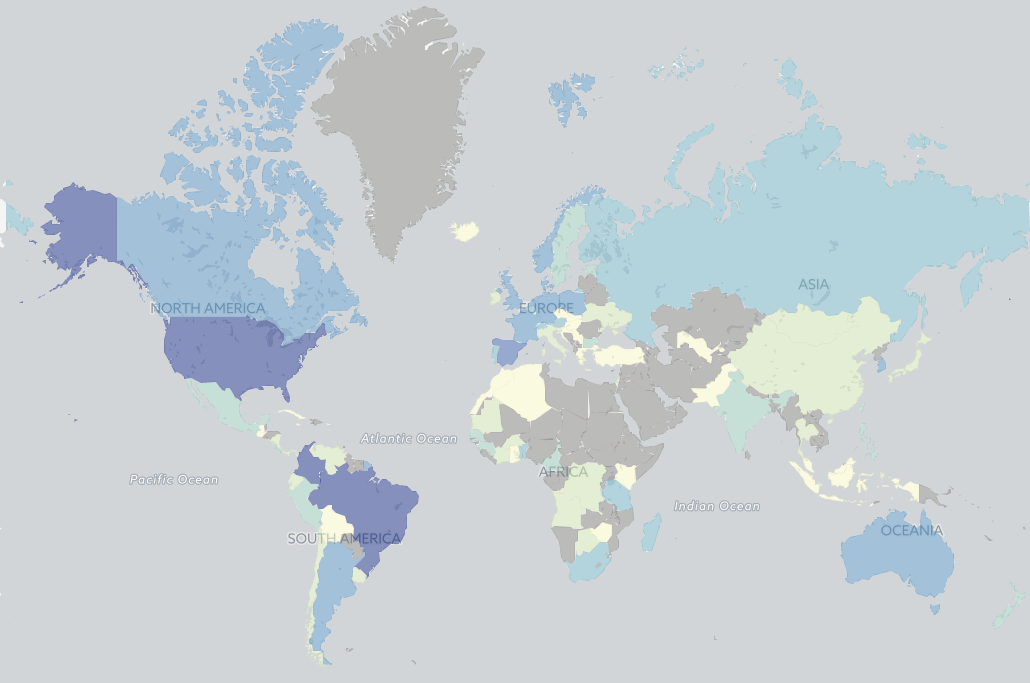 ASIA
NORTH AMERICA
EUROPE
Atlantic Ocean
AFRICA
Pacific Ocean
Indian Ocean
OCEANIA
SOUTH AMERICA